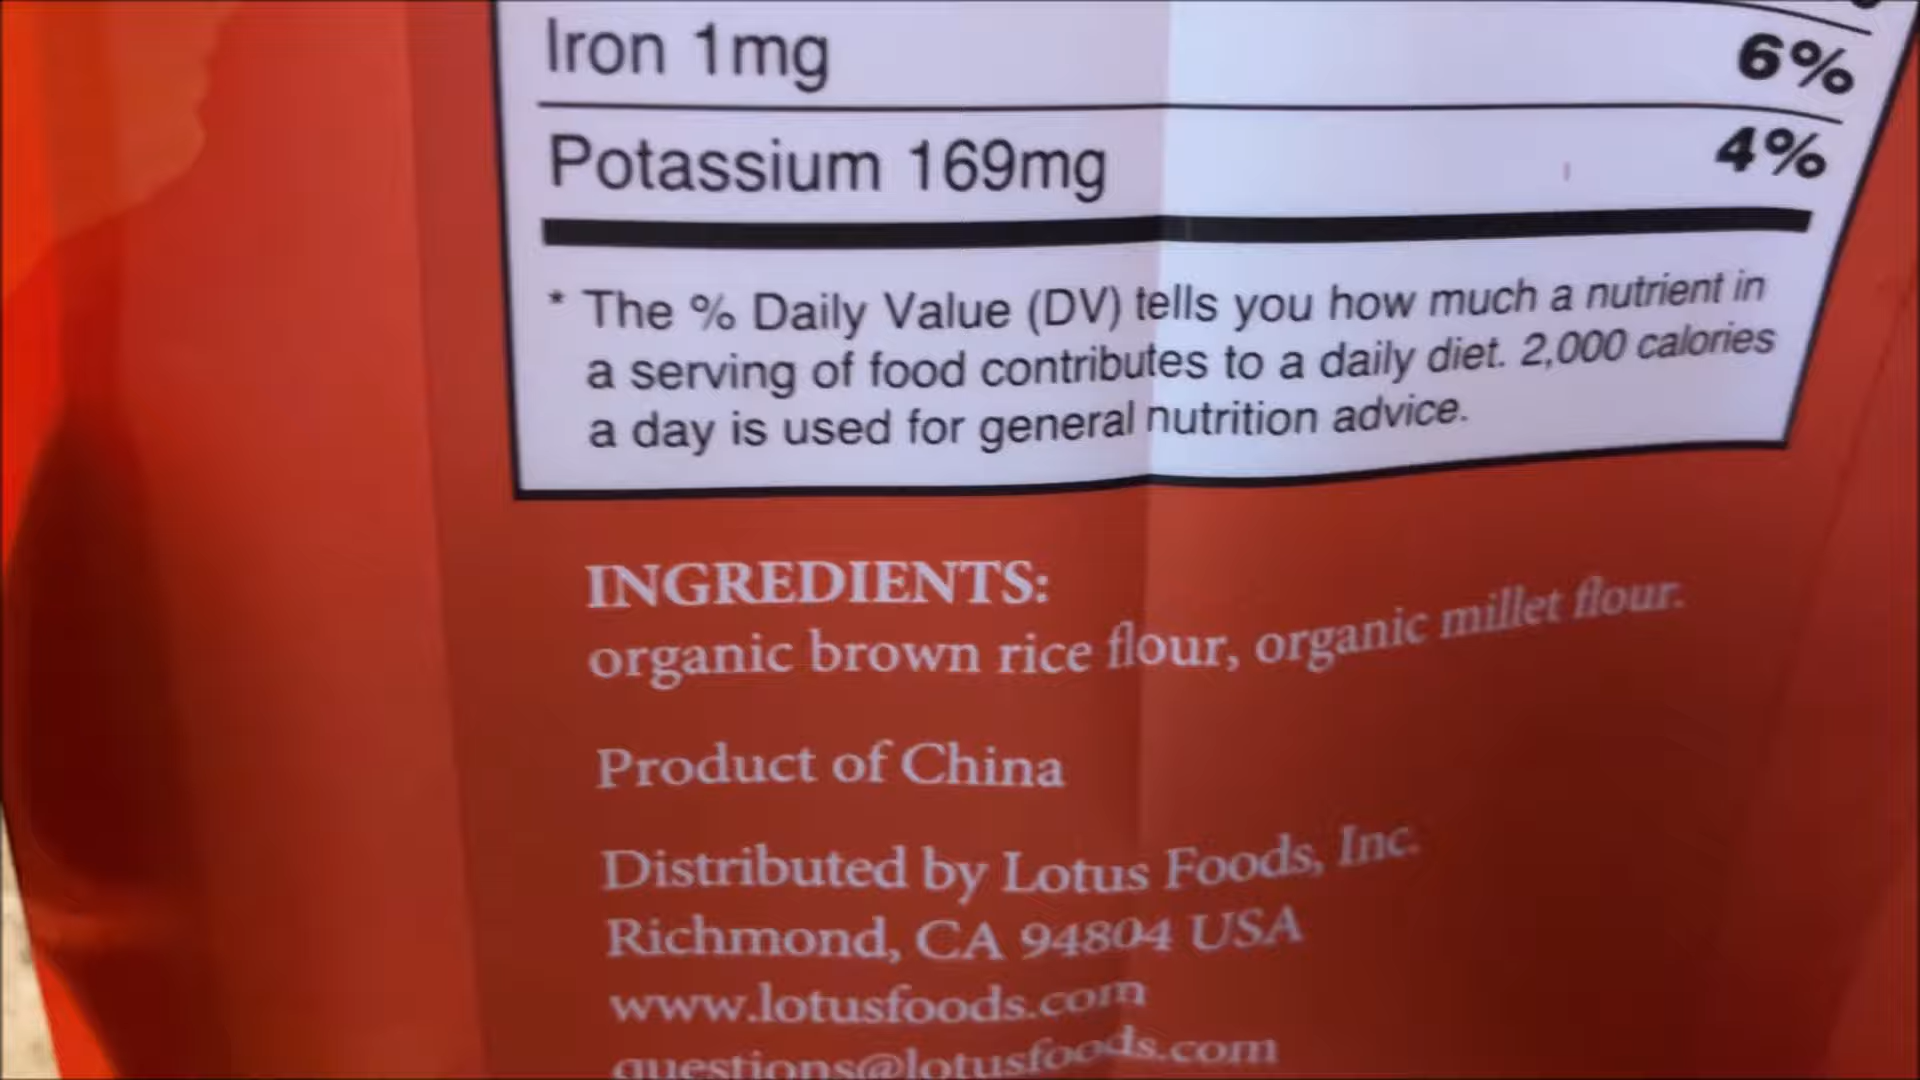 Iron 1mg 6%
Potassium 169mg 4%
* The % Daily Value (DV) tells you how much a nutrient in
a serving of food contributes to a daily diet. 2,000 calories
a day is used for general nutrition advice.
INGREDIENTS:
organic brown rice flour, organic millet flour.
Product of China
Distributed by Lotus Foods, Inc.
Richmond, CA 94804 USA
www.lotusfoods.com
questions@lotusfoods.com